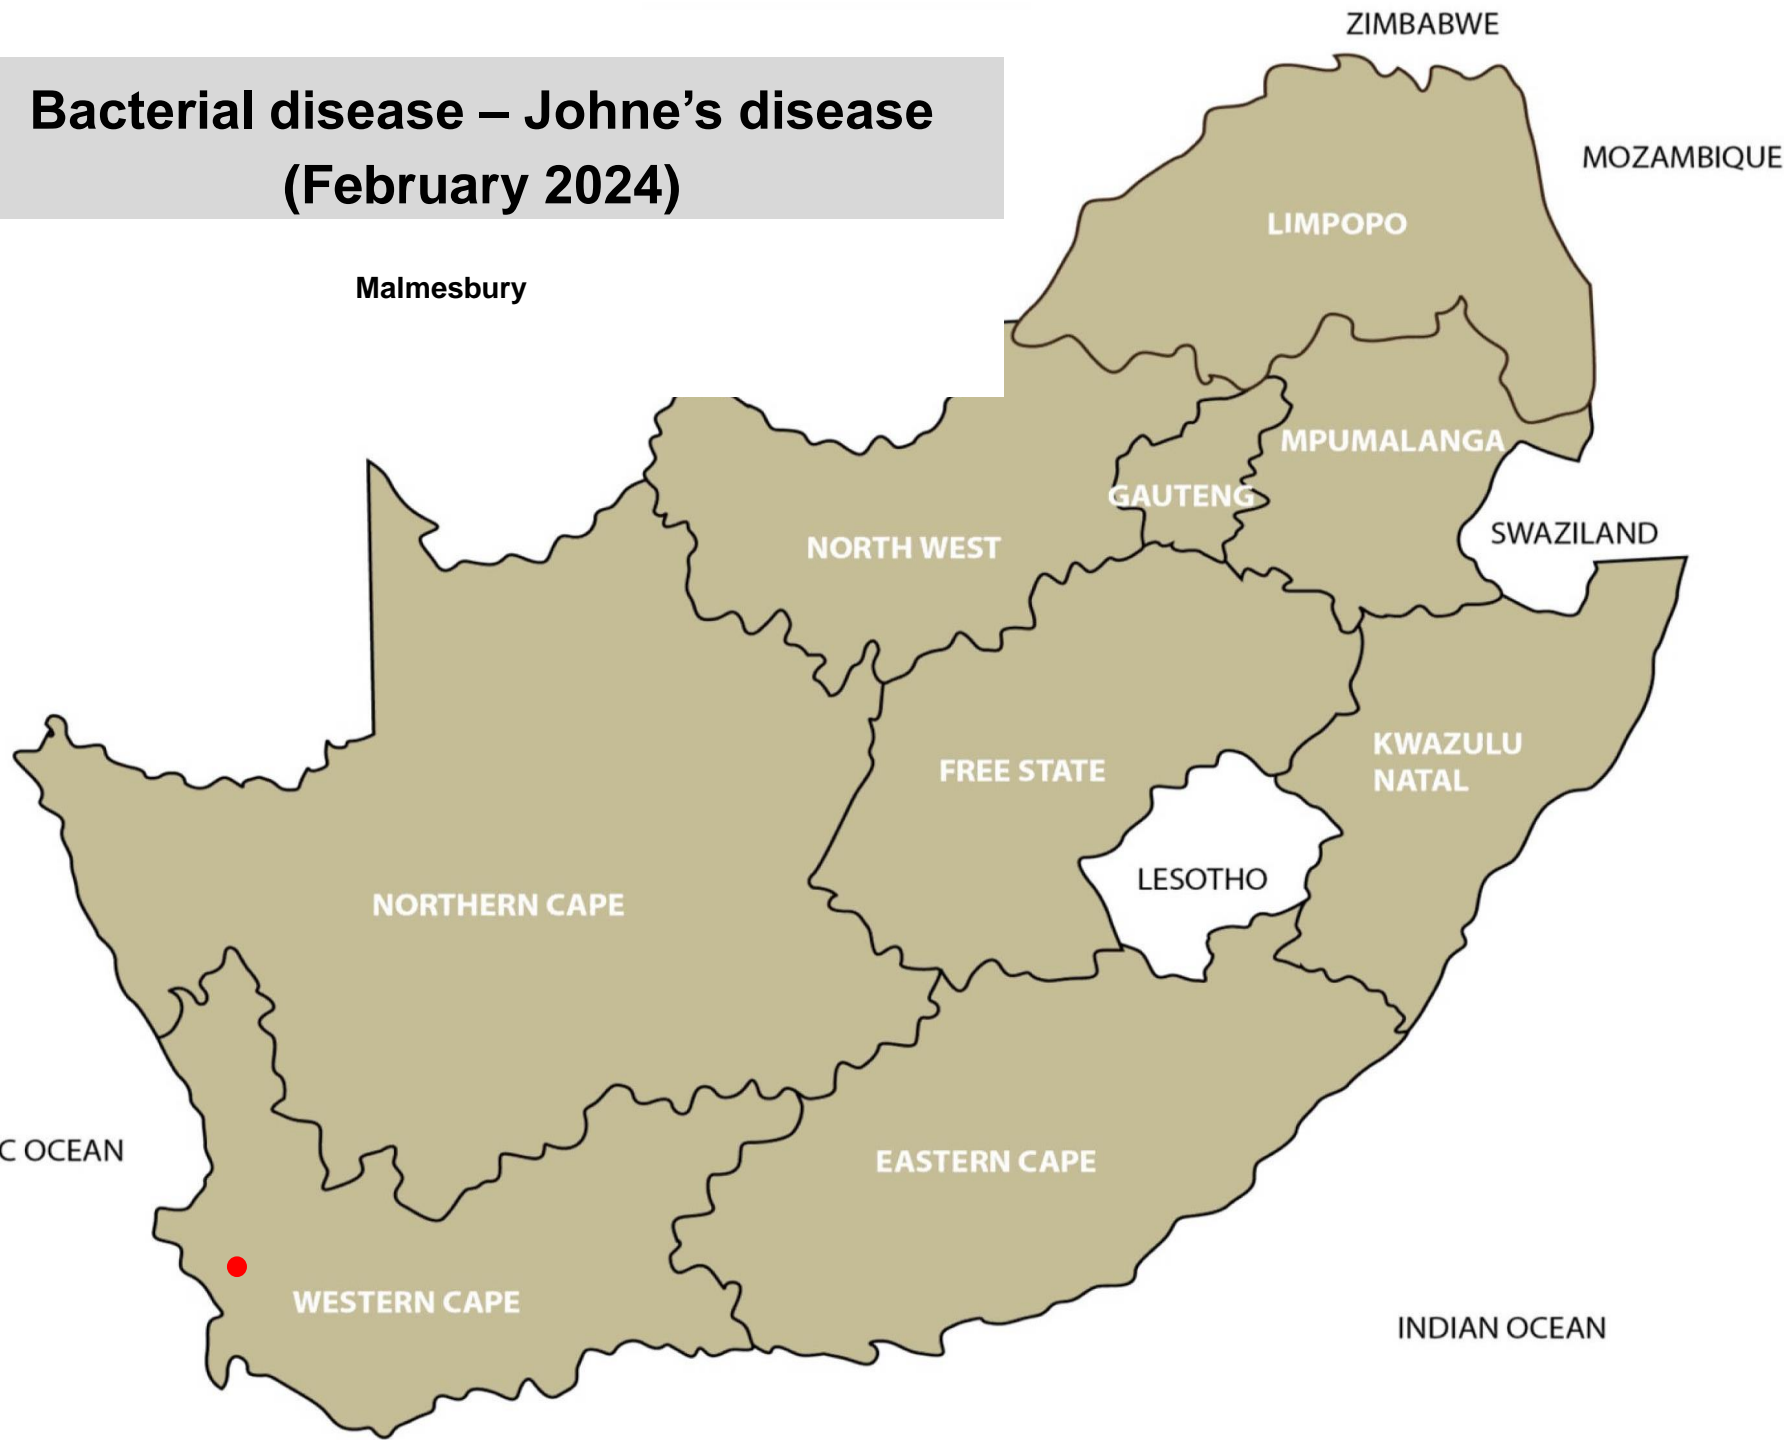 ZIMBABWE
Bacterial disease – Johne’s disease
(February 2024)
MOZAMBIQUE
LIMPOPO
Malmesbury
MPUMALANGA
GAUTENG
SWAZILAND
NORTH WEST
KWAZULU
NATAL
FREE STATE
LESOTHO
NORTHERN CAPE
C OCEAN
EASTERN CAPE
WESTERN CAPE
INDIAN OCEAN